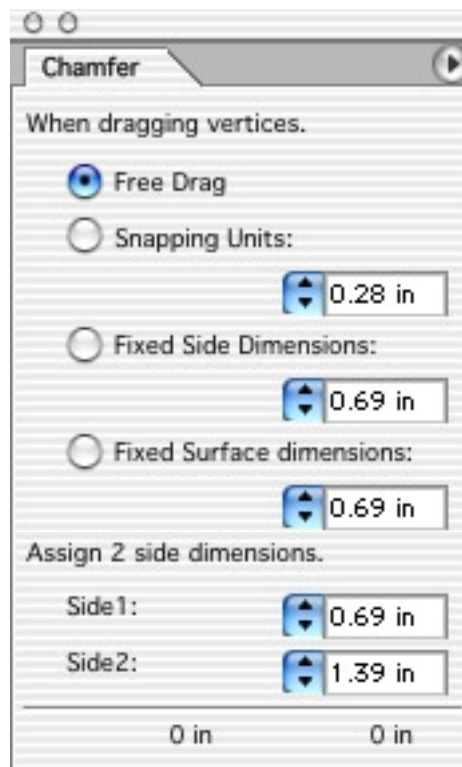 Chamfer
When dragging vertices.
Free Drag
Snapping Units:
0.28 in
Fixed Side Dimensions:
0.69 in
Fixed Surface dimensions:
0.69 in
Assign 2 side dimensions.
Side1: 0.69 in
Side2: 1.39 in
0 in 0 in